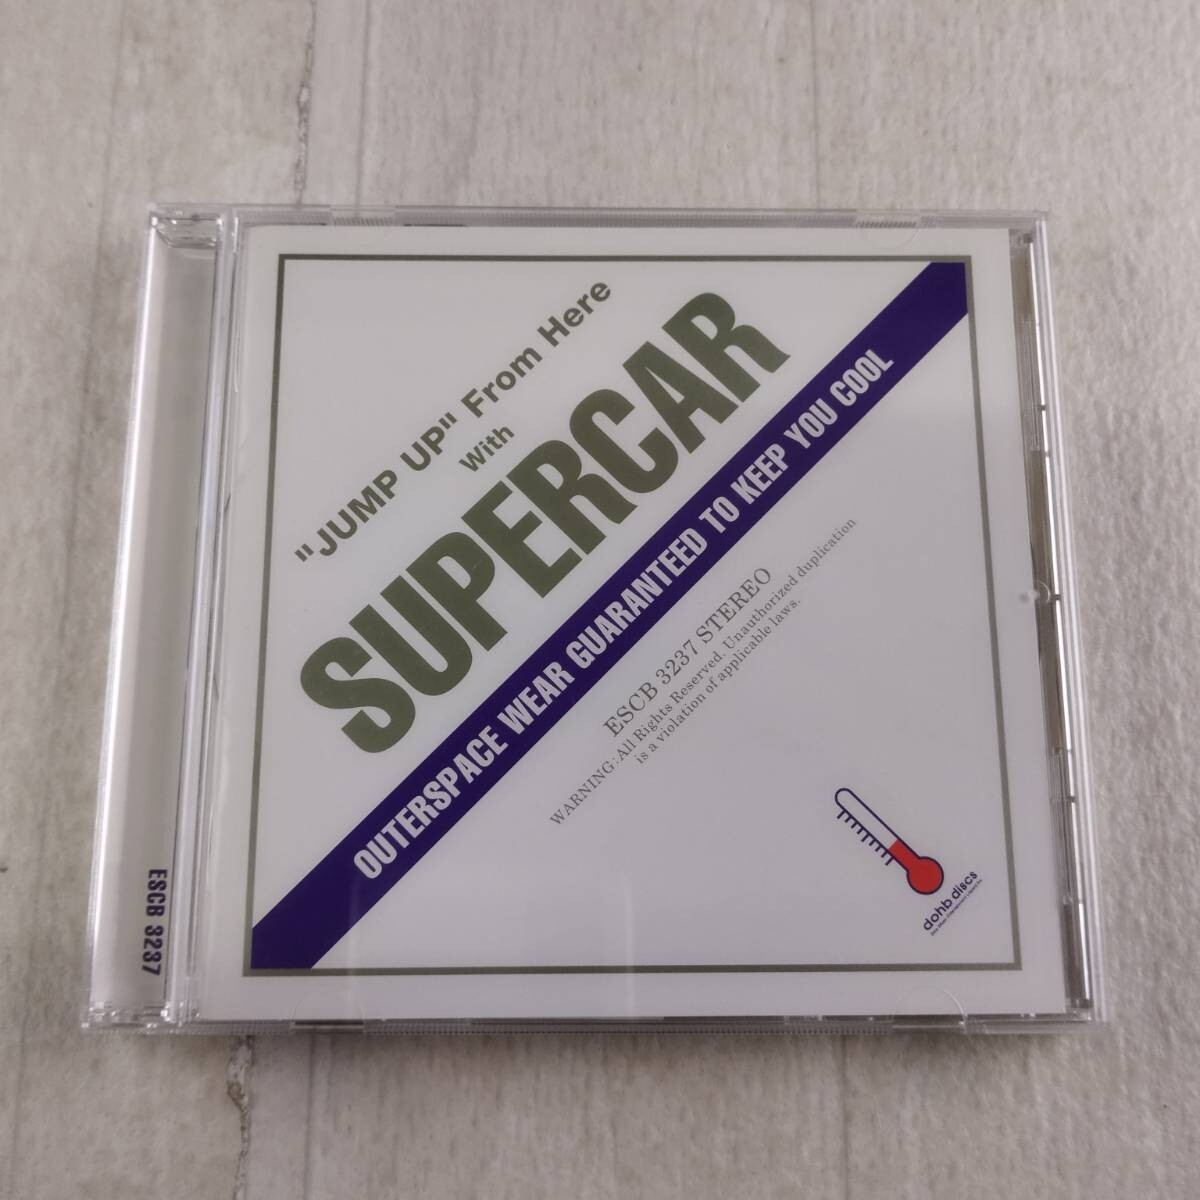 "JUMP UP" From Here
With
SUPERCAR
OUTERSPACE WEAR GUARANTEED TO KEEP YOU COOL
ESCB 3237 STEREO
WARNING:All Rights Reserved. Unauthorized duplication
is a violation of applicable laws.
dohb discs
ESCB 3237